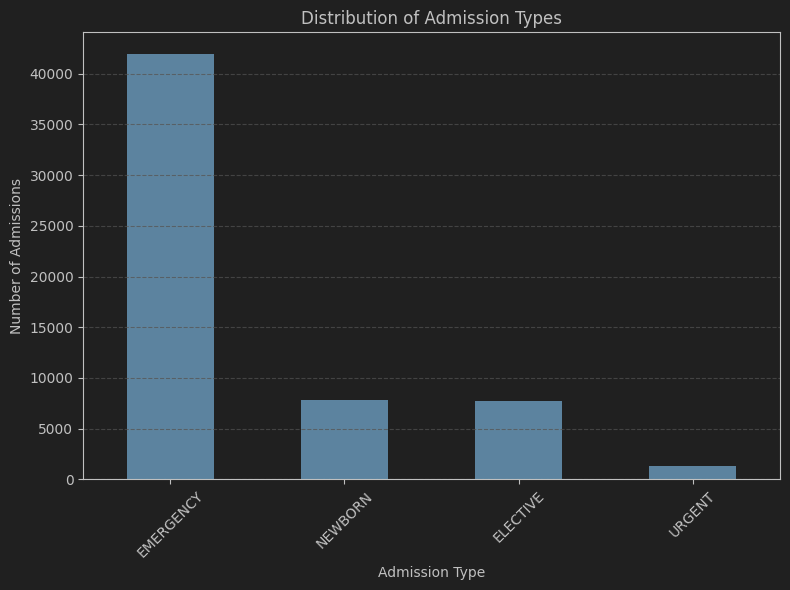 Distribution of Admission Types
Number of Admissions
40000
35000
30000
25000
20000
15000
10000
5000
0
EMERGENCY
NEWBORN
ELECTIVE
URGENT
Admission Type